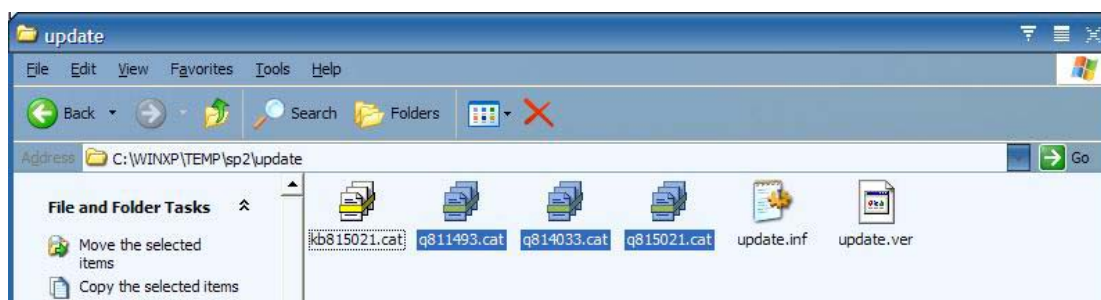 update
File Edit View Favorites Tools Help
Back Search Folders
Address C:\WINXP\TEMP\sp2\update Go
File and Folder Tasks
kb815021.cat q811493.cat q814033.cat q815021.cat update.inf update.ver
Move the selected
items
Copy the selected items